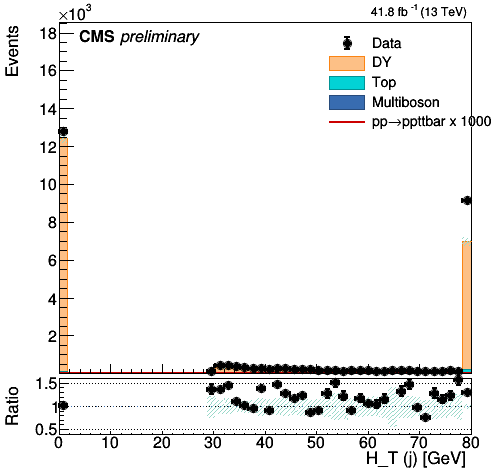 ×10³
41.8 fb⁻¹ (13 TeV)
Events
CMS preliminary
Data
DY
Top
Multiboson
pp→ppttbar x 1000
18
16
14
12
10
8
6
4
2
Ratio
1.5
1
0.5
0 10 20 30 40 50 60 70 80
H_T (j) [GeV]